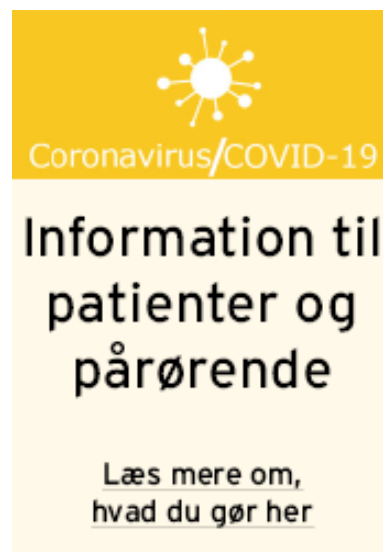 Coronavirus/COVID-19
Information til
patienter og
pårørende
Læs mere om,
hvad du gør her